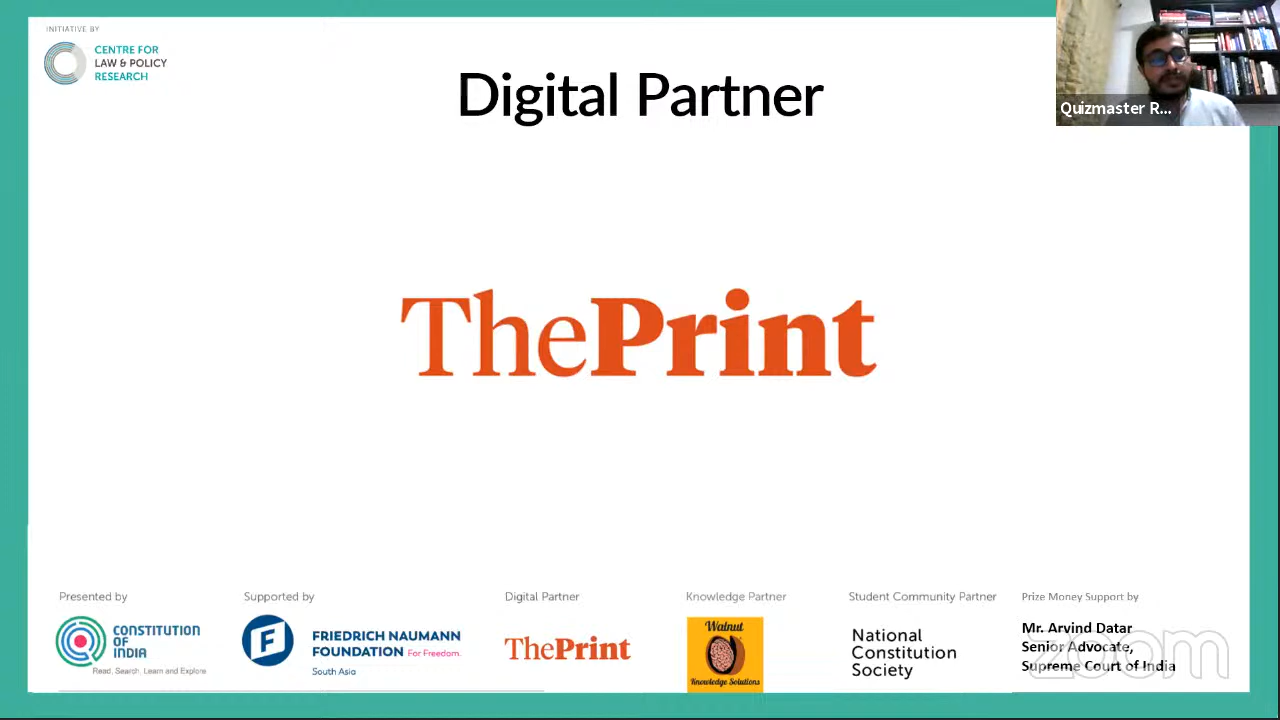 INITIATIVE BY
CENTRE FOR
LAW & POLICY
RESEARCH
Digital Partner
Quizmaster R...
ThePrint
Presented by
CONSTITUTION
OF
INDIA
Read, Search, Learn and Explore
Supported by
FRIEDRICH NAUMANN
FOUNDATION For Freedom.
South Asia
Digital Partner
ThePrint
Knowledge Partner
Walnut
Knowledge Solutions
Student Community Partner
National
Constitution
Society
Prize Money Support by
Mr. Arvind Datar
Senior Advocate,
Supreme Court of India
zoom